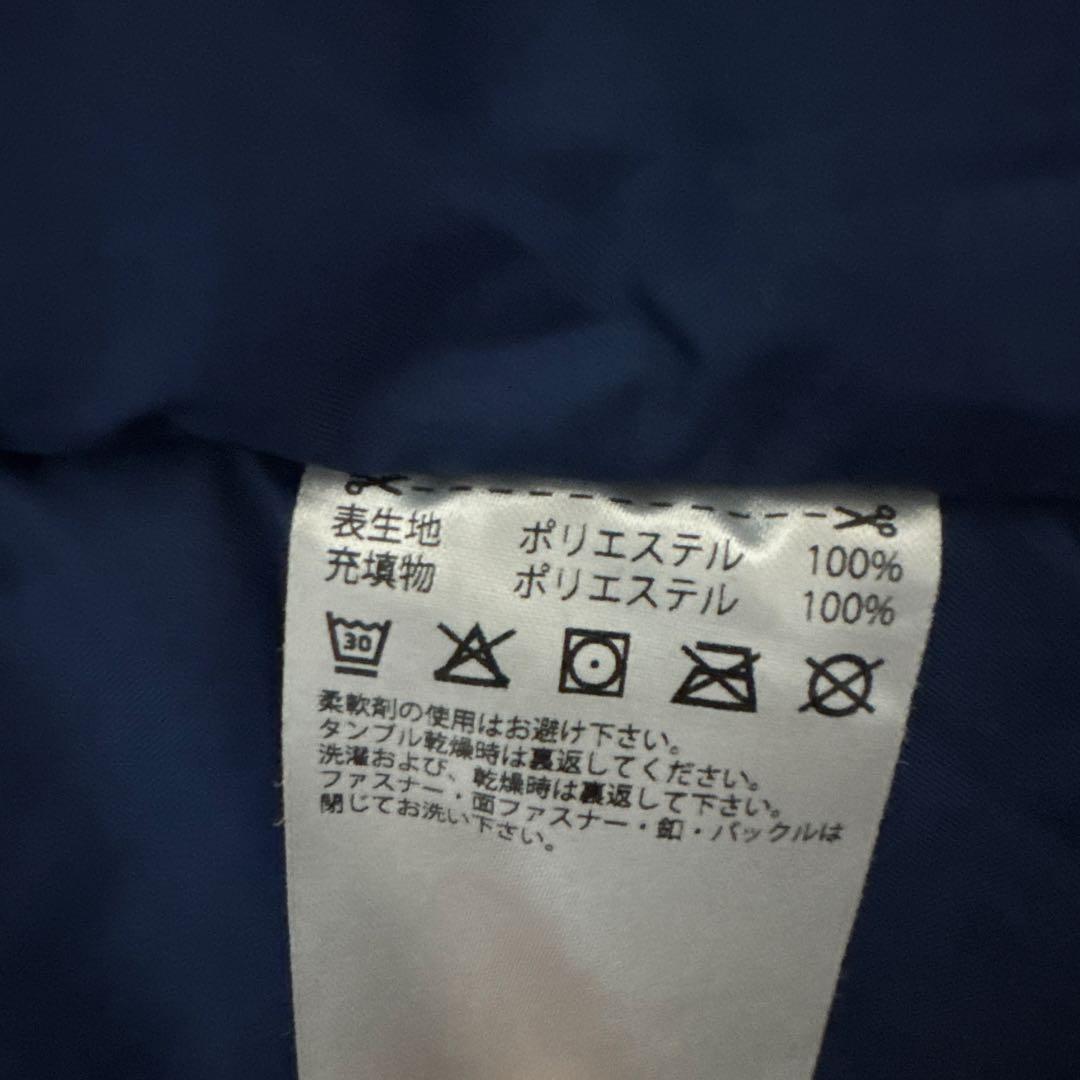 表生地 ポリエステル 100%
充填物 ポリエステル 100%
30
柔軟剤の使用はお避け下さい。
タンブル乾燥時は裏返してください。
洗濯および、乾燥時は裏返して下さい。
ファスナー・面ファスナー・釦・バックルは
閉じてお洗い下さい。